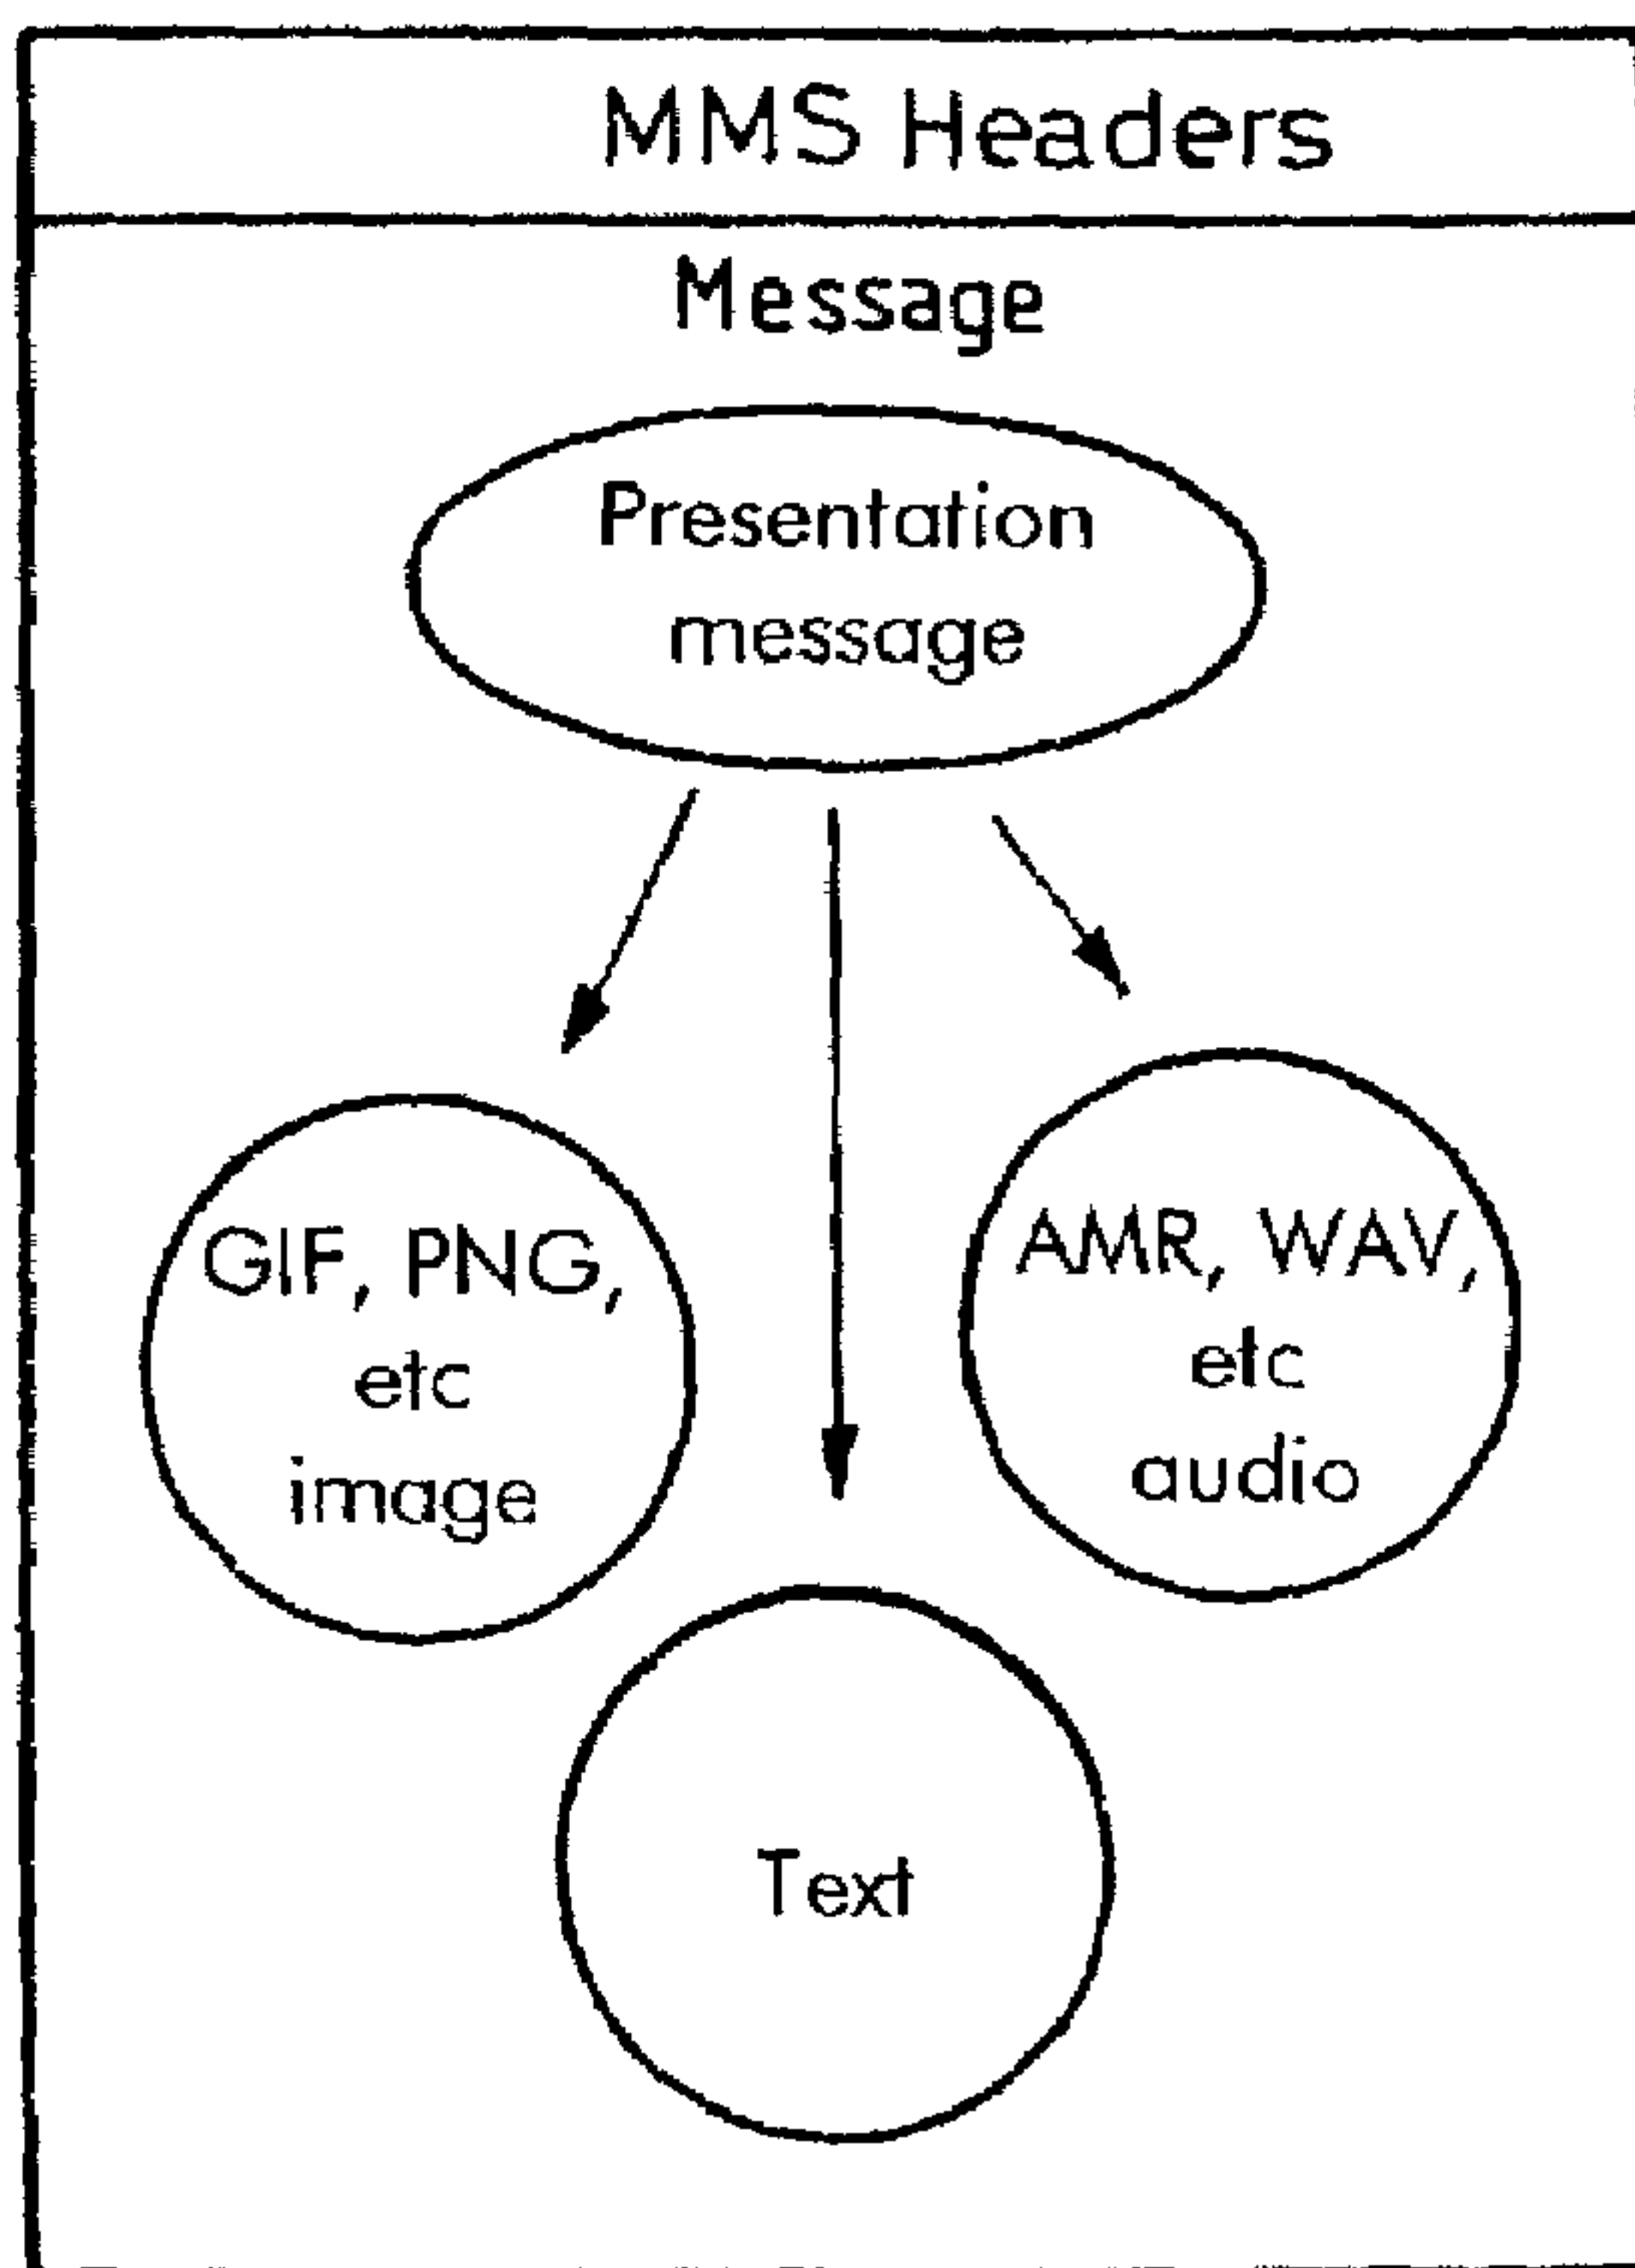 MMS Headers
Message
Presentation
message
GIF, PNG,
etc
image
AMR, WAV,
etc
audio
Text